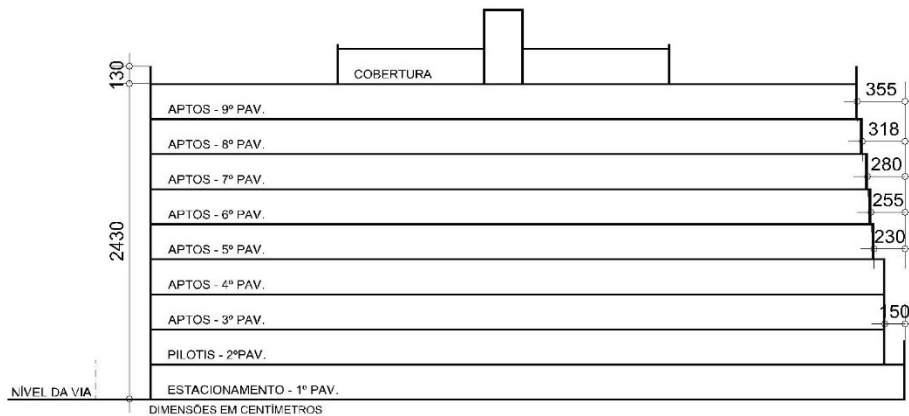 130
COBERTURA
355
APTOS - 9º PAV.
318
APTOS - 8º PAV.
280
APTOS - 7º PAV.
255
APTOS - 6º PAV.
2430
230
APTOS - 5º PAV.
APTOS - 4º PAV.
150
APTOS - 3º PAV.
PILOTIS - 2ºPAV.
NÍVEL DA VIA
ESTACIONAMENTO - 1º PAV.
DIMENSÕES EM CENTÍMETROS